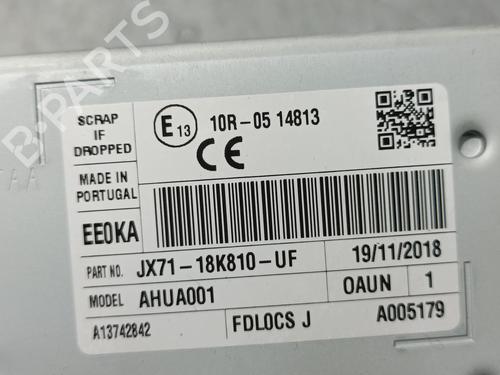 B-PARTS
SCRAP
IF
DROPPED
E13
10R-05 14813
CE
MADE IN
PORTUGAL
EE0KA
PART NO. JX71-18K810-UF
19/11/2018
MODEL AHUA001
OAUN
1
A13742842
FDLOCS J
A005179